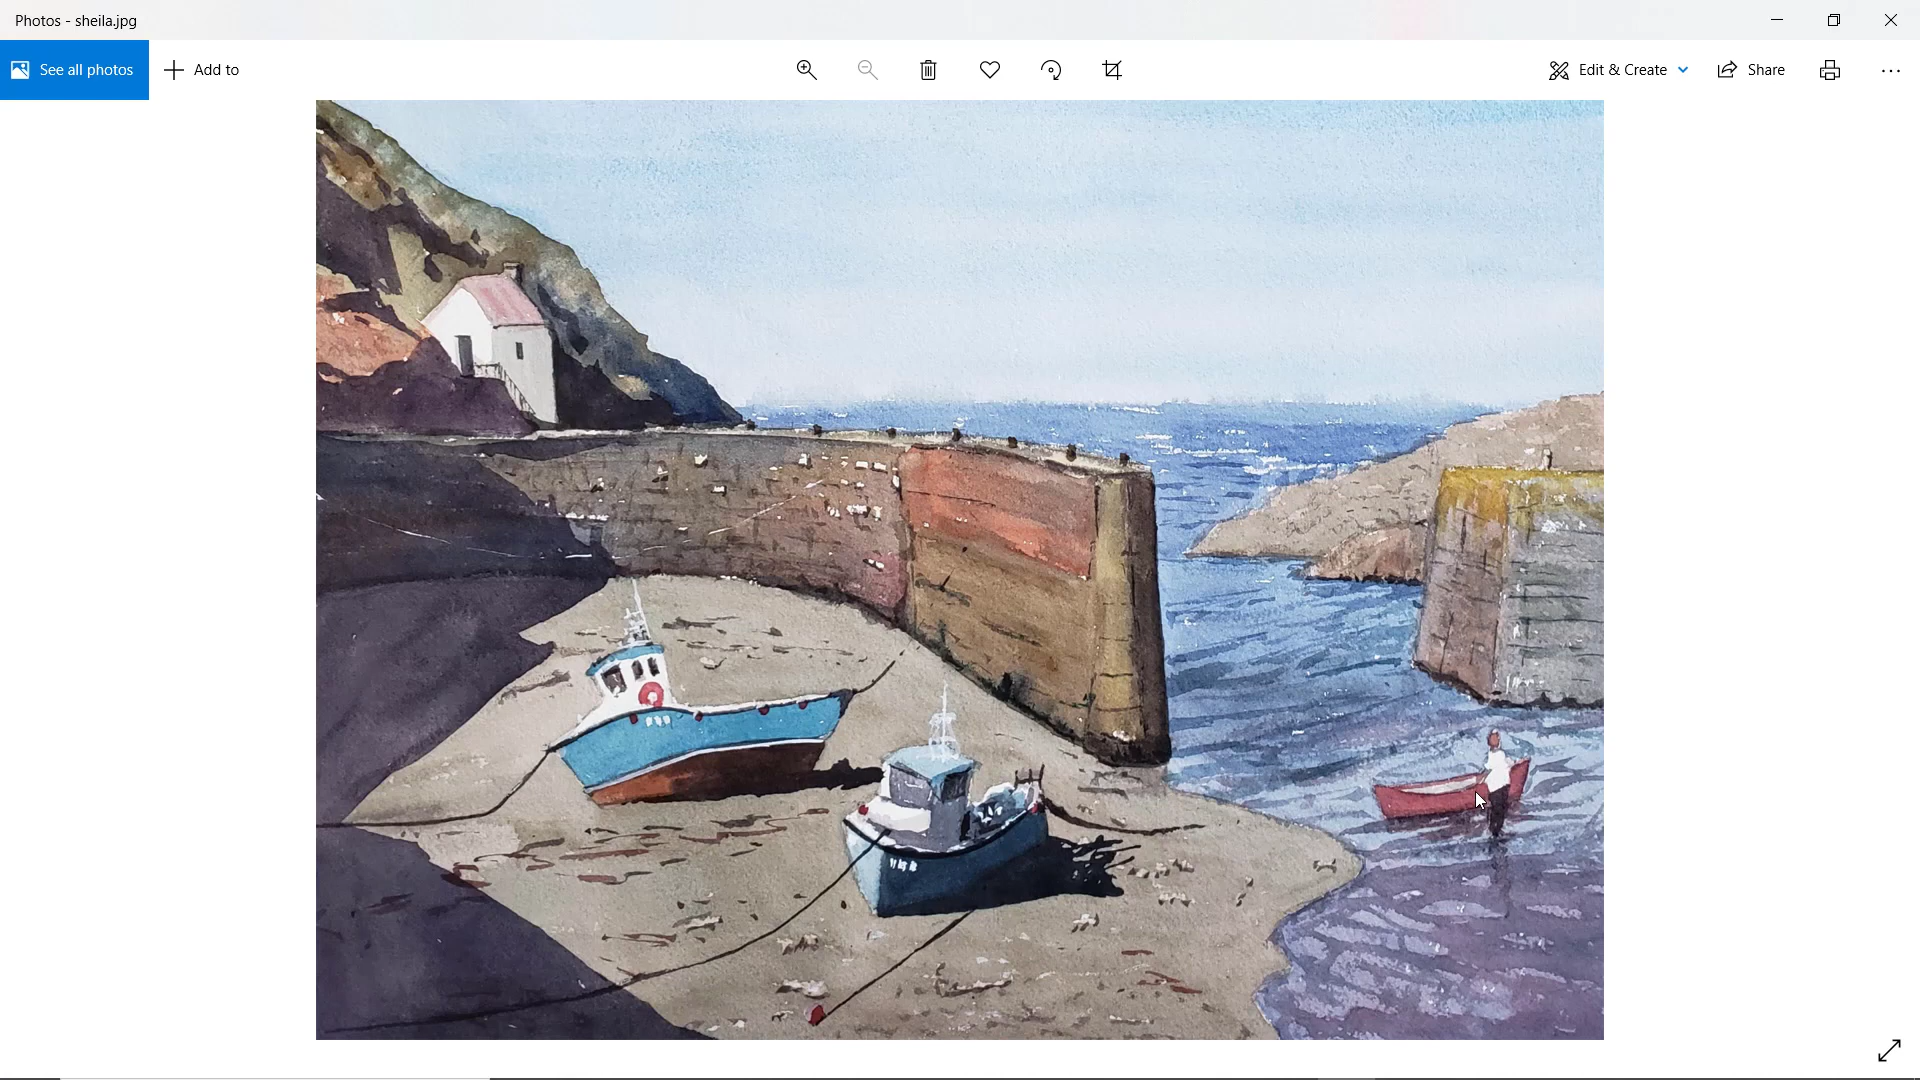 Photos - sheila.jpg
See all photos
Add to
Edit & Create
Share